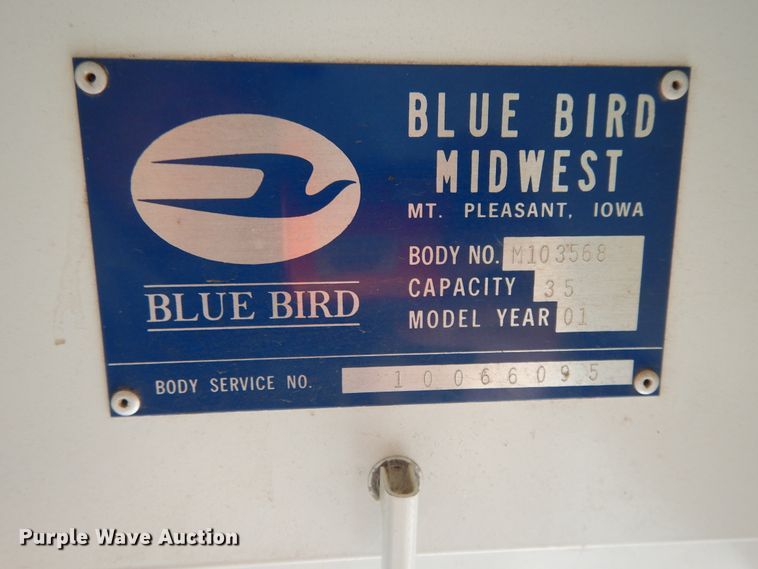 BLUE BIRD
MIDWEST
MT. PLEASANT, IOWA
BODY NO. M103568
CAPACITY 35
MODEL YEAR 01
BLUE BIRD
BODY SERVICE NO. 10066095
Purple Wave Auction